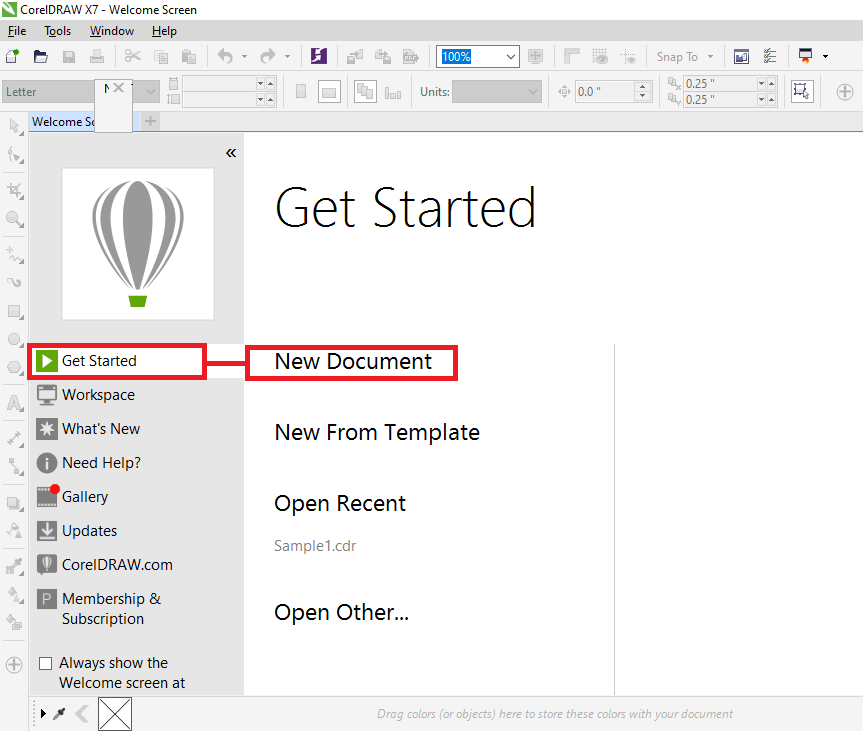 CorelDRAW X7 - Welcome Screen
File Tools Window Help
100% Snap To
Letter Units: 0.0 " 0.25 "
0.25 "
Welcome Sc
«
Get Started
Get Started
New Document
Workspace
What's New
New From Template
Need Help?
Gallery
Open Recent
Updates
Sample1.cdr
CorelDRAW.com
Membership &
Subscription
Open Other...
Always show the
Welcome screen at
Drag colors (or objects) here to store these colors with your document